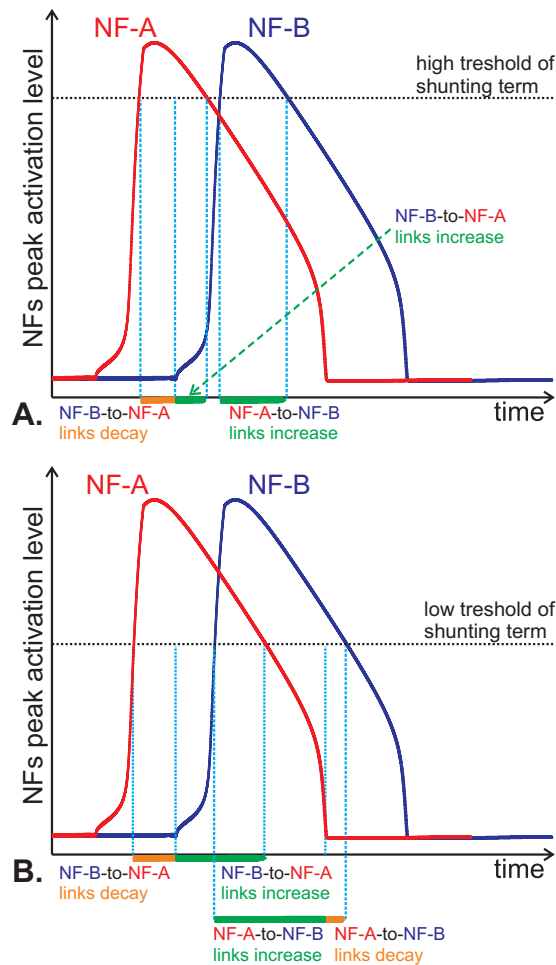 NF-A
NF-B
NFs peak activation level
high treshold of
shunting term
NF-B-to-NF-A
links increase
A.
time
NF-B-to-NF-A
links decay
NF-A-to-NF-B
links increase
NF-A
NF-B
NFs peak activation level
low treshold of
shunting term
B.
time
NF-B-to-NF-A
links decay
NF-B-to-NF-A
links increase
NF-A-to-NF-B
links increase
NF-A-to-NF-B
links decay